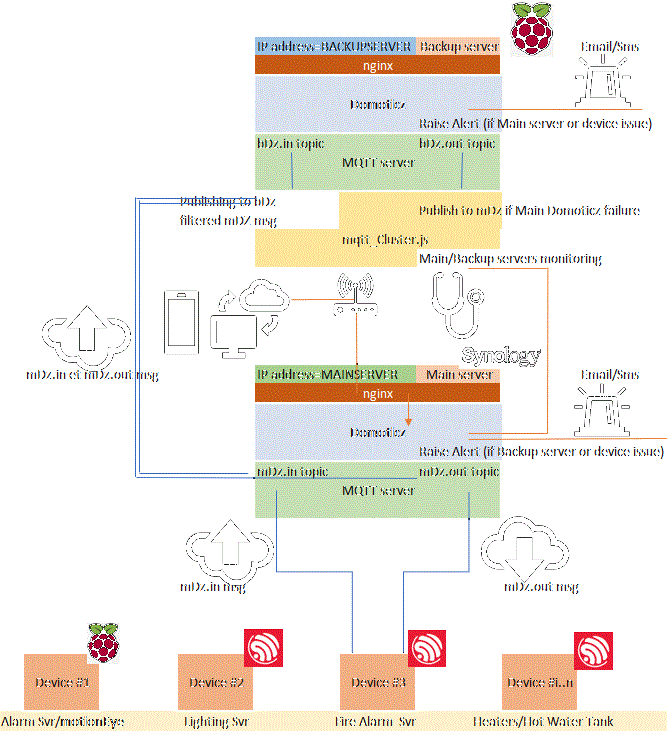 IP address=BACKUPSERVER Backup server
Email/Sms
nginx
Domoticz
Raise Alert (if Main server or device issue)
bDz.in topic bDz.out topic
MQTT server
Publishing to bDz
filtered mDZ msg
Publish to mDz if Main Domoticz failure
mqtt_Cluster.js
Main/Backup servers monitoring
Synology
mDz.in et mDz.out msg
IP address=MAINSERVER Main server
Email/Sms
nginx
Domoticz
Raise Alert (if Backup server or device issue)
mDz.in topic mDz.out topic
MQTT server
mDz.in msg mDz.out msg
Device #1 Device #2 Device #3 Device #i..n
Alarm Svr/motionEye Lighting Svr Fire Alarm Svr Heaters/Hot Water Tank